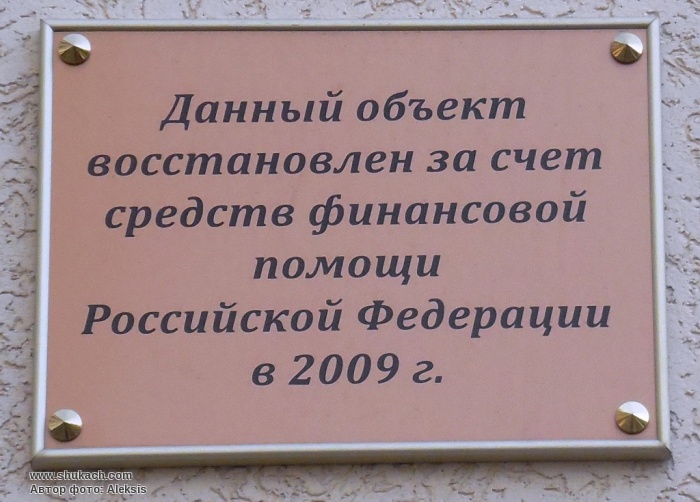 Данный объект
восстановлен за счет
средств финансовой
помощи
Российской Федерации
в 2009 г.
www.shukach.com
Автор фото: Aleksis